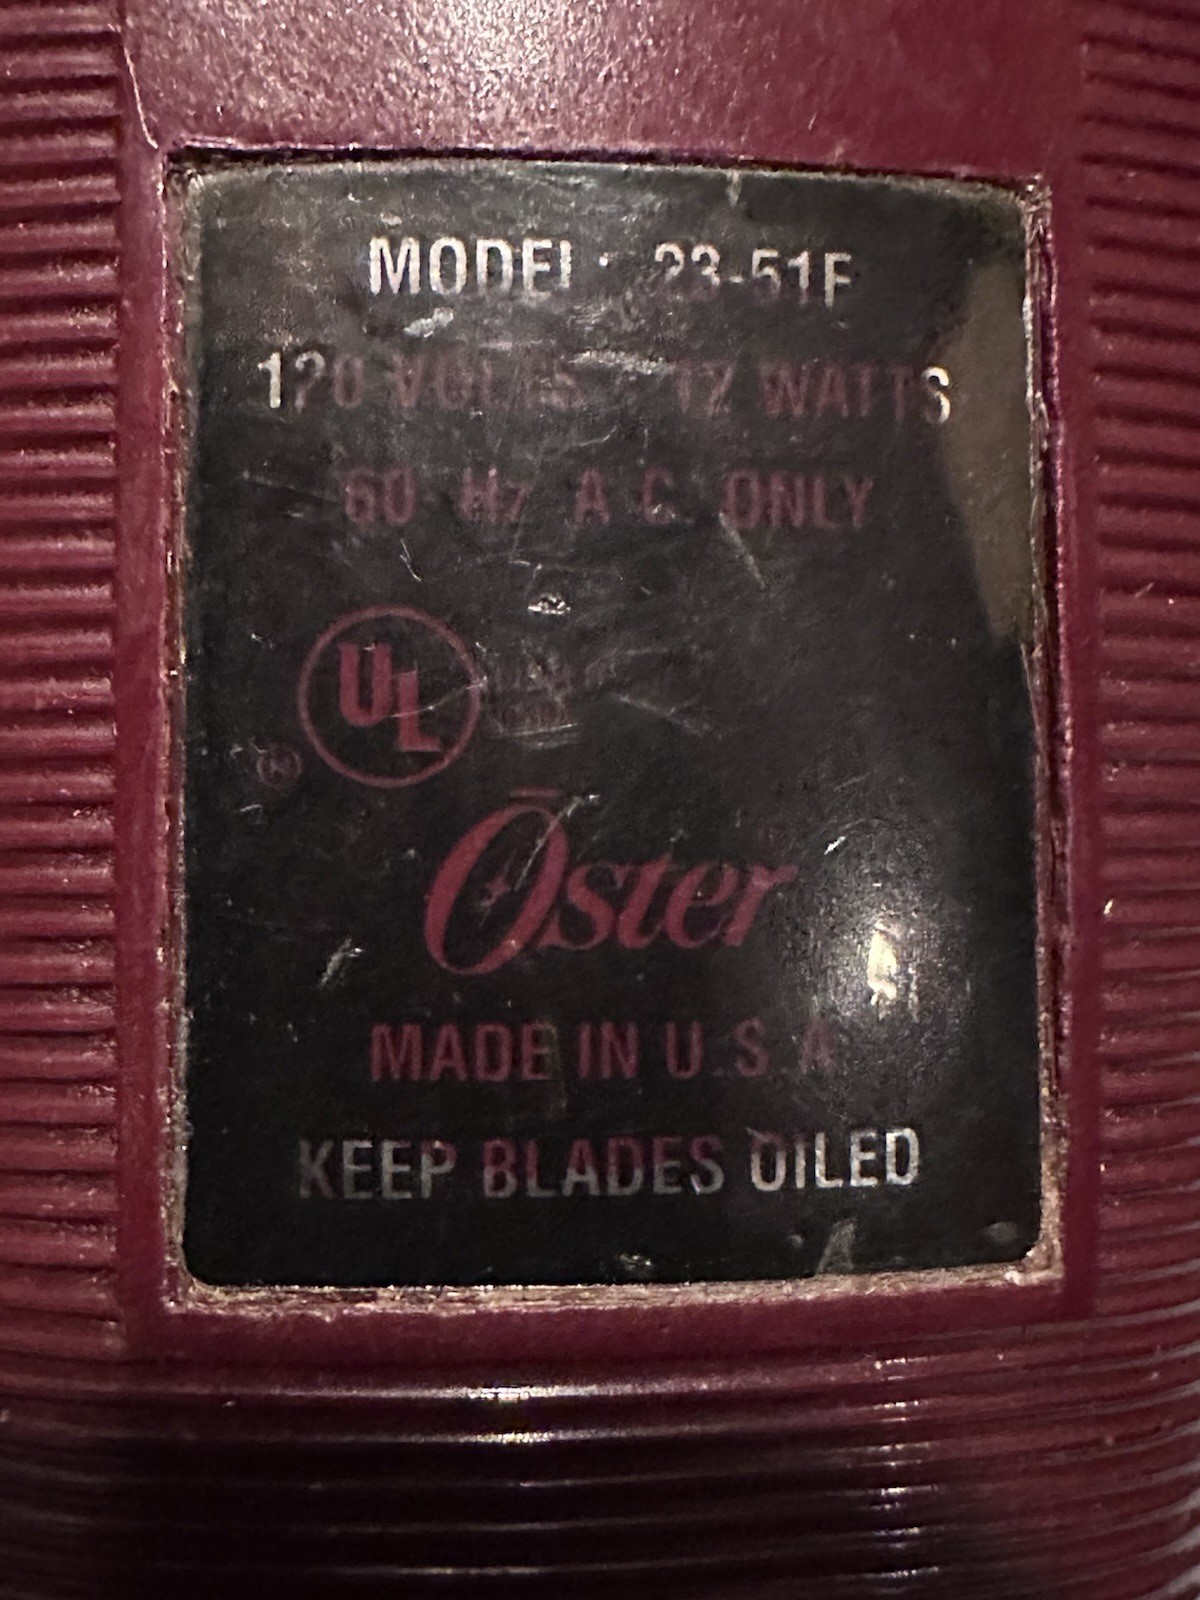 MODEL: 23-51F
120 VOLTS 12 WATTS
60 Hz A C ONLY
UL
®
Oster
MADE IN U.S.A
KEEP BLADES OILED